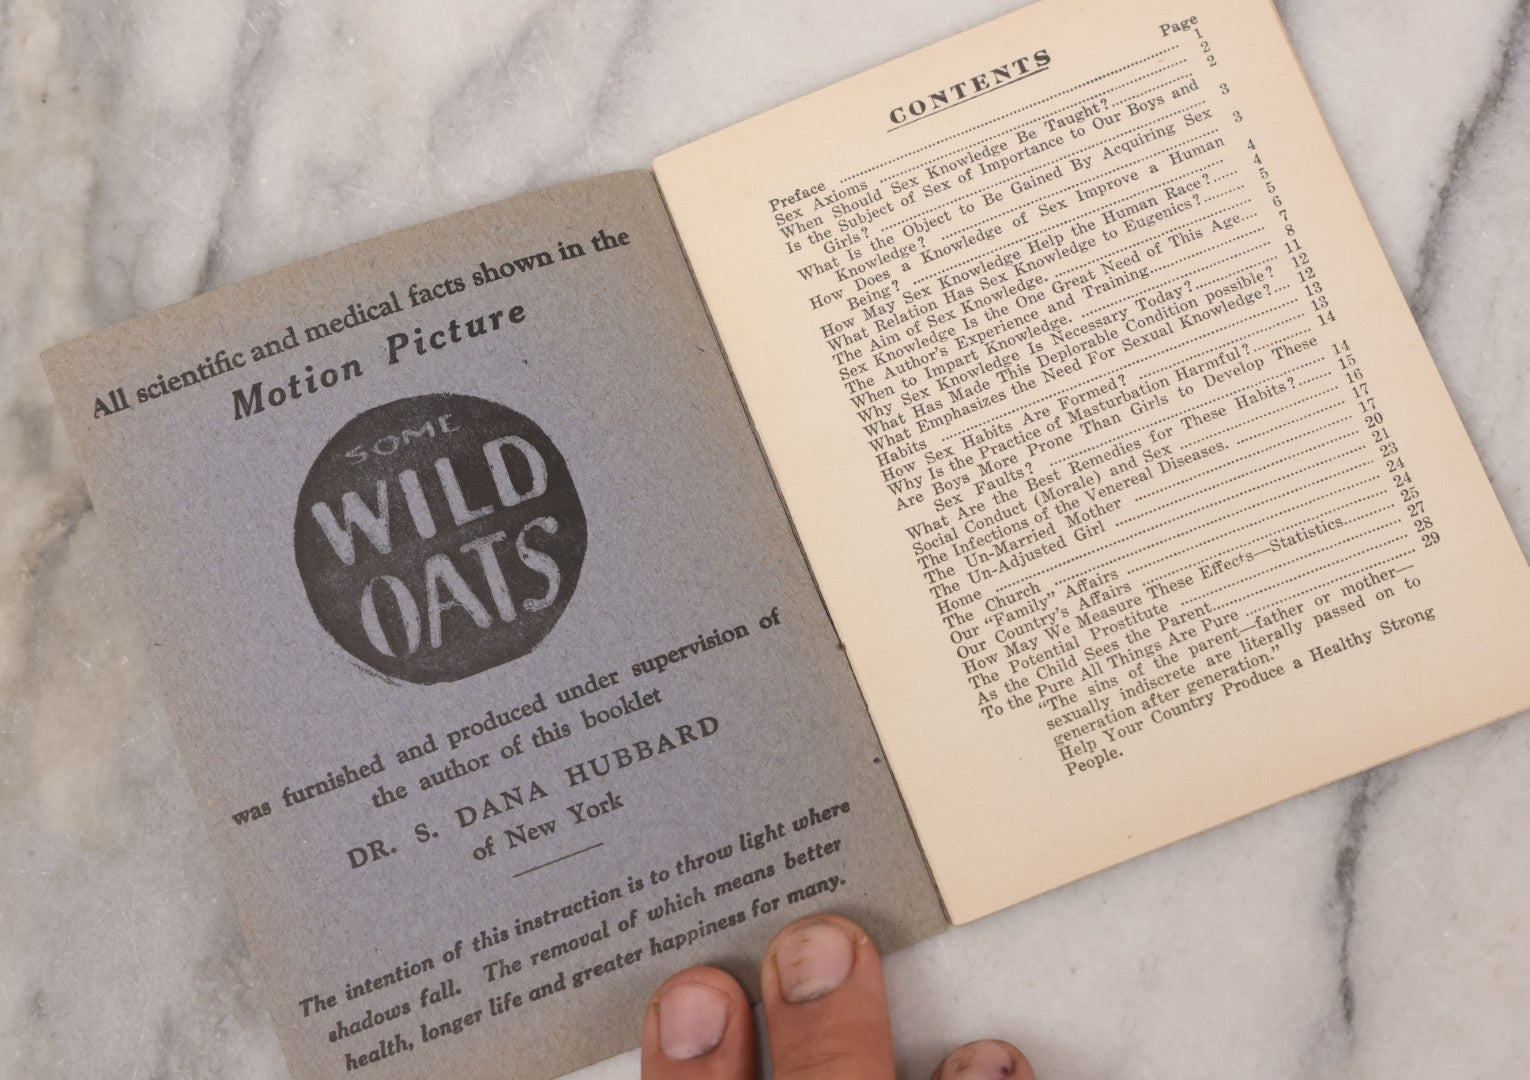 All scientific and medical facts shown in the
Motion Picture
SOME
WILD
OATS
was furnished and produced under supervision of
the author of this booklet
DR. S. DANA HUBBARD
of New York
The intention of this instruction is to throw light where
shadows fall. The removal of which means better
health, longer life and greater happiness for many.
CONTENTS
Page
Preface ........ 1
Sex Axioms ........ 2
When Should Sex Knowledge Be Taught? ........ 2
Is the Subject of Sex of Importance to Our Boys and
Girls? ........ 3
What Is the Object to Be Gained By Acquiring Sex
Knowledge? ........ 3
How Does a Knowledge of Sex Improve a Human
Being? ........ 4
How May Sex Knowledge Help the Human Race? ........ 4
What Relation Has Sex Knowledge to Eugenics? ........ 5
The Aim of Sex Knowledge. ........ 5
Sex Knowledge Is the One Great Need of This Age ........ 6
The Author's Experience and Training ........ 7
When to Impart Knowledge. ........ 8
Why Sex Knowledge Is Necessary Today? ........ 11
What Has Made This Deplorable Condition possible? 12
What Emphasizes the Need For Sexual Knowledge? ........ 12
Habits ........ 13
How Sex Habits Are Formed? ........ 13
Why Is the Practice of Masturbation Harmful? ........ 14
Are Boys More Prone Than Girls to Develop These
Sex Faults? ........ 14
What Are the Best Remedies for These Habits? ........ 15
Social Conduct (Morale) and Sex ........ 16
The Infections of the Venereal Diseases. ........ 17
The Un-Married Mother ........ 17
The Un-Adjusted Girl ........ 20
Home ........ 21
The Church ........ 23
Our "Family" Affairs ........ 24
Our Country's Affairs ........ 24
How May We Measure These Effects—Statistics ........ 25
The Potential Prostitute ........ 27
As the Child Sees the Parent ........ 28
To the Pure All Things Are Pure ........ 29
"The sins of the parent—father or mother—
sexually indiscrete are literally passed on to
generation after generation."
Help Your Country Produce a Healthy Strong
People.